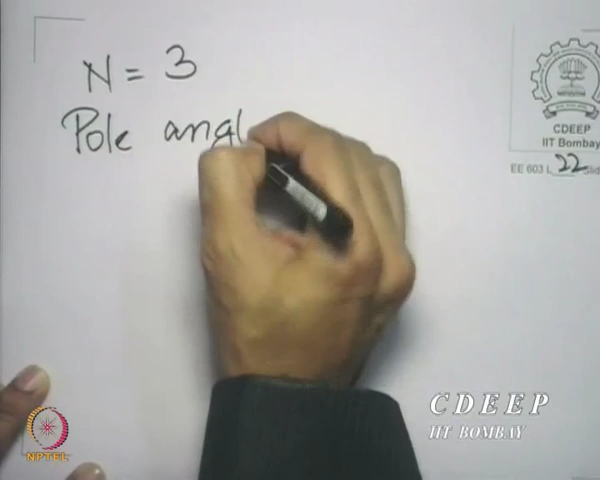 N = 3
Pole angl
CDEEP
IIT Bombay
EE 603 L 22 Slid
CDEEP
IIT BOMBAY
NPTEL